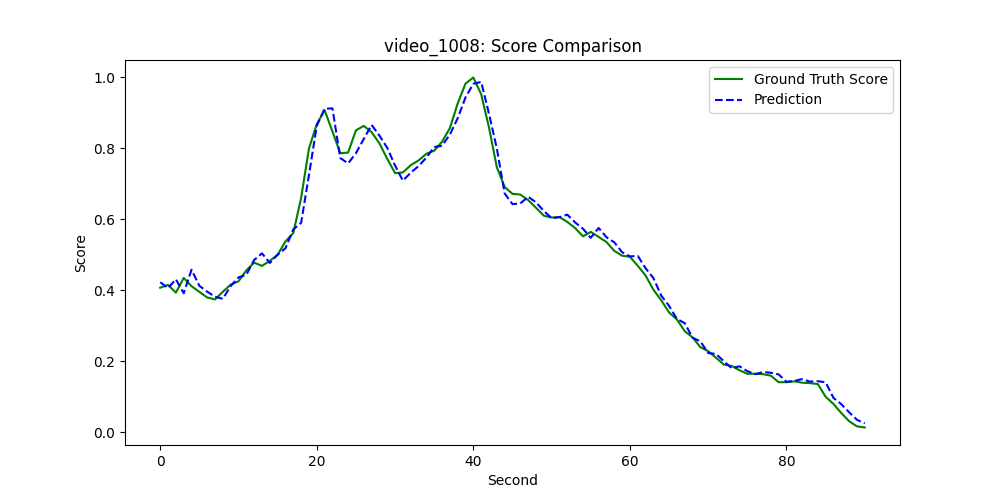 video_1008: Score Comparison
Ground Truth Score
Prediction
1.0
0.8
0.6
0.4
0.2
0.0
Score
0 20 40 60 80
Second